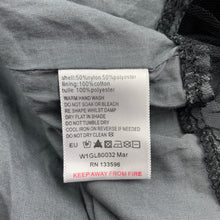 shell:50%nylon 50%polyester
lining:100%cotton
tulle:100%polyester
WARM HAND WASH
DO NOT SOAK OR BLEACH
RE SHAPE WHILST DAMP
DRY FLAT IN SHADE
DO NOT TUMBLE DRY
COOL IRON ON REVERSE IF NEEDED
DO NOT DRY CLEAN
EU
W1GL60032 Mar
RN 133596
KEEP AWAY FROM FIRE